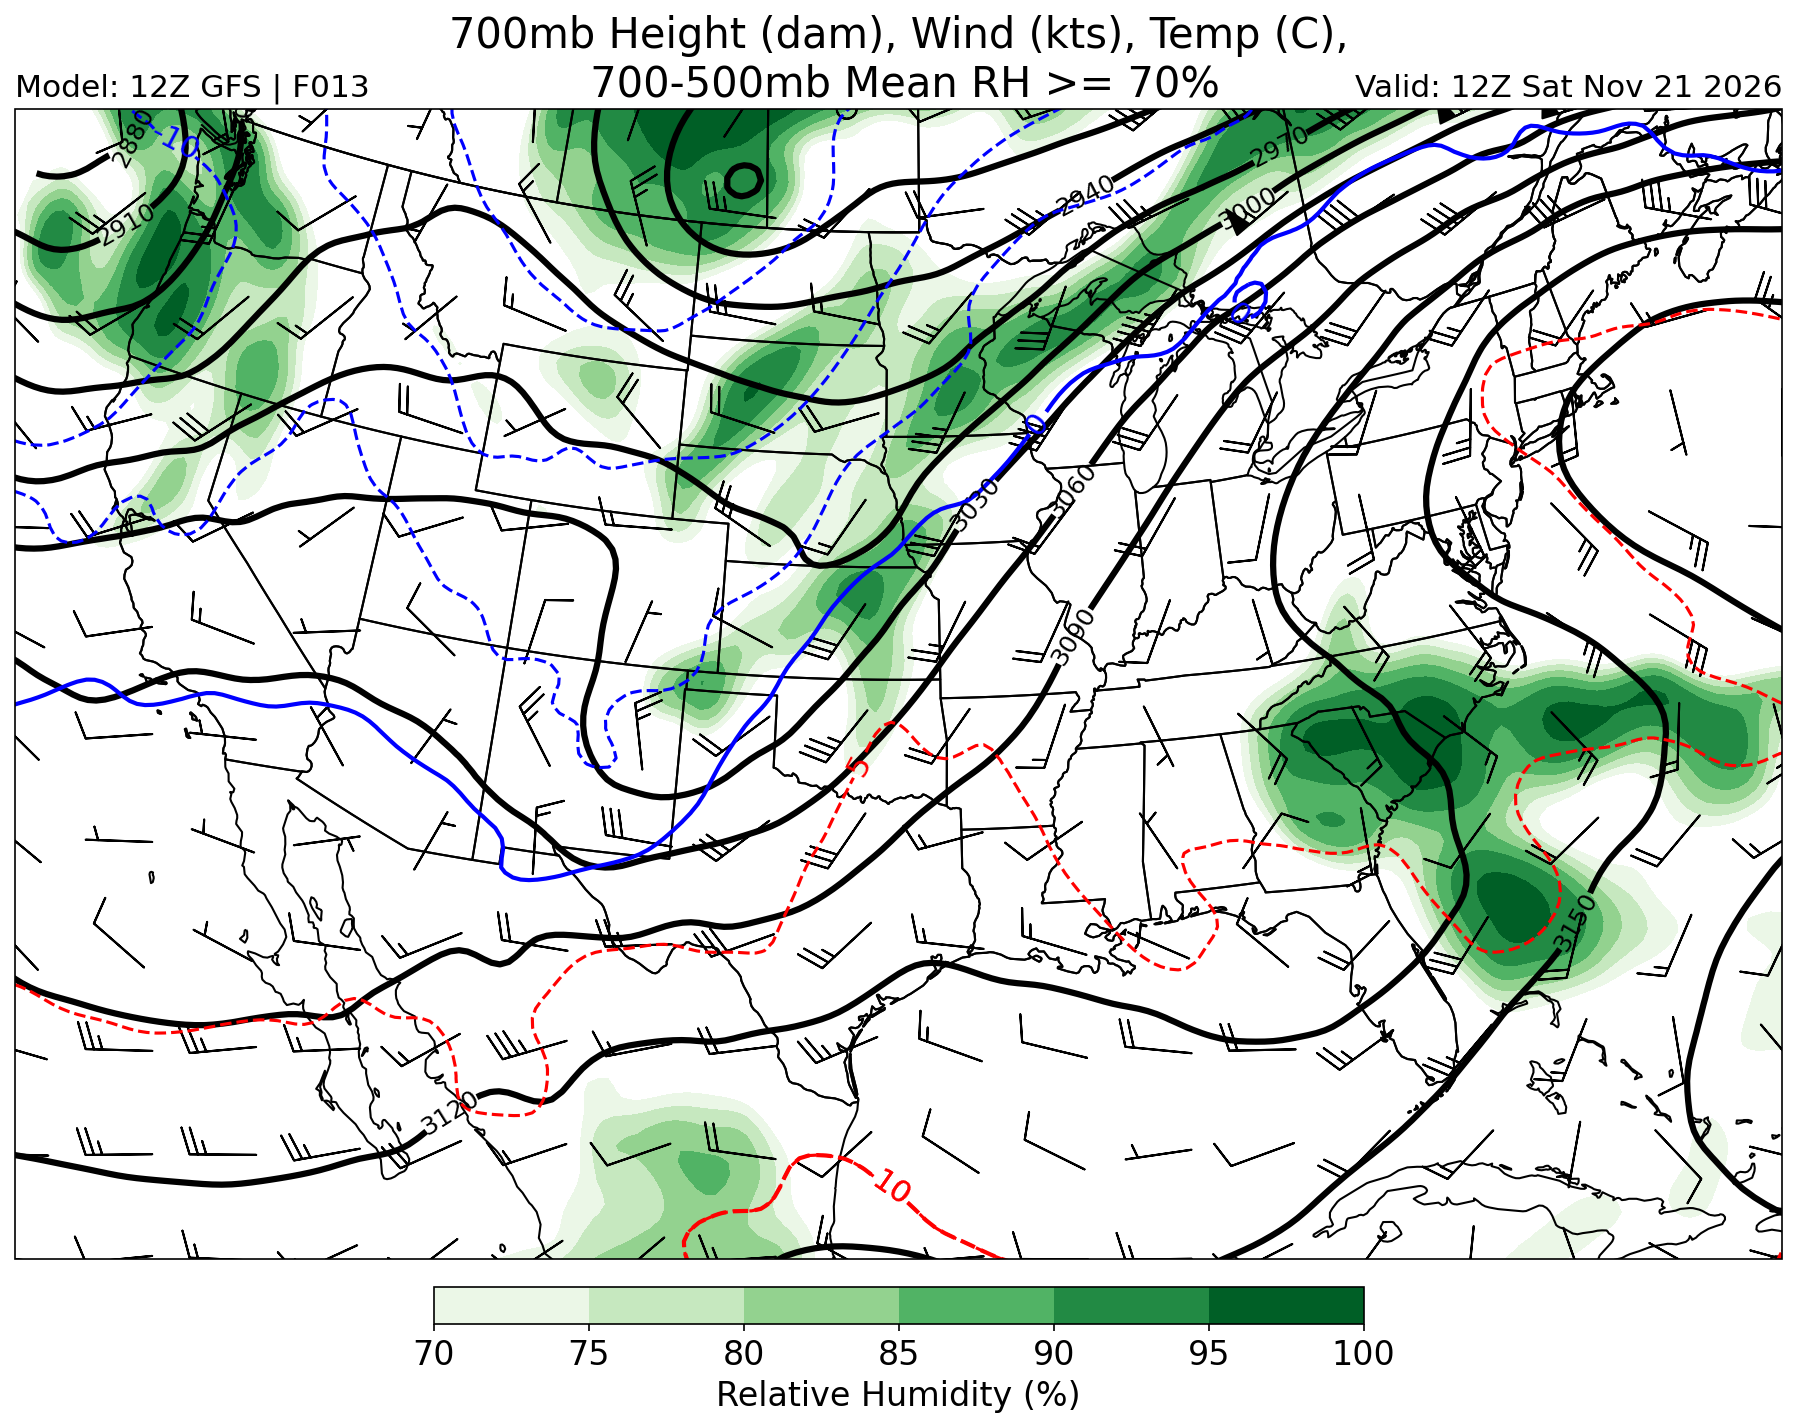 700mb Height (dam), Wind (kts), Temp (C),
Model: 12Z GFS | F013
700-500mb Mean RH >= 70%
Valid: 12Z Sat Nov 21 2026
2880
-10
2970
2940
2910
3000
0
3030
3060
3090
5
3150
3120
10
70 75 80 85 90 95 100
Relative Humidity (%)